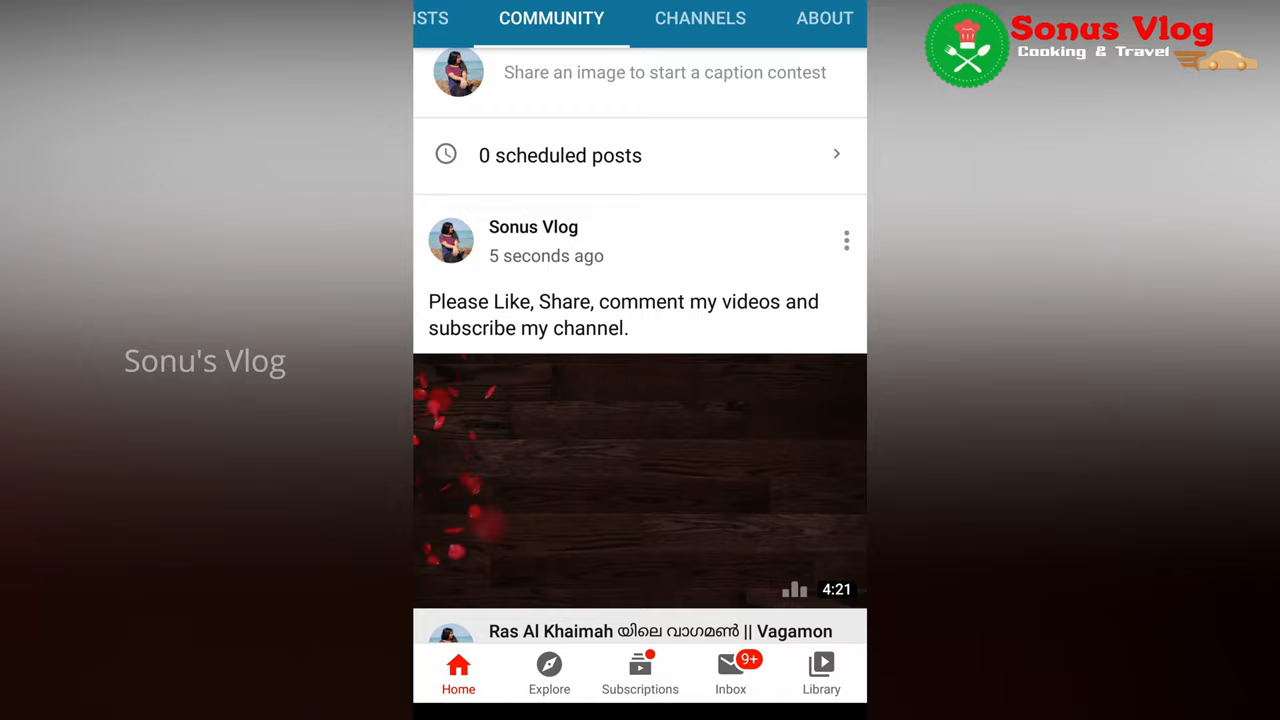 ISTS COMMUNITY CHANNELS ABOUT
Sonus Vlog
Cooking & Travel
Share an image to start a caption contest
0 scheduled posts
Sonus Vlog
5 seconds ago
Please Like, Share, comment my videos and
subscribe my channel.
Sonu's Vlog
4:21
Ras Al Khaimah യിലെ വാഗമൺ || Vagamon
9+
Home Explore Subscriptions Inbox Library